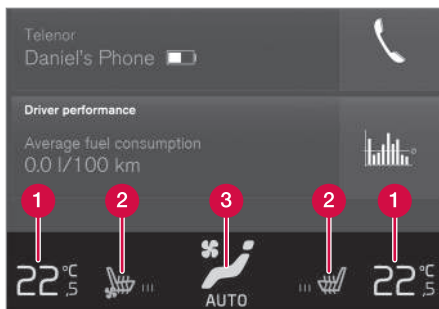 Telenor
Daniel's Phone
Driver performance
Average fuel consumption
0.0 l/100 km
1 2 3 2 1
22,5 °C AUTO 22,5 °C